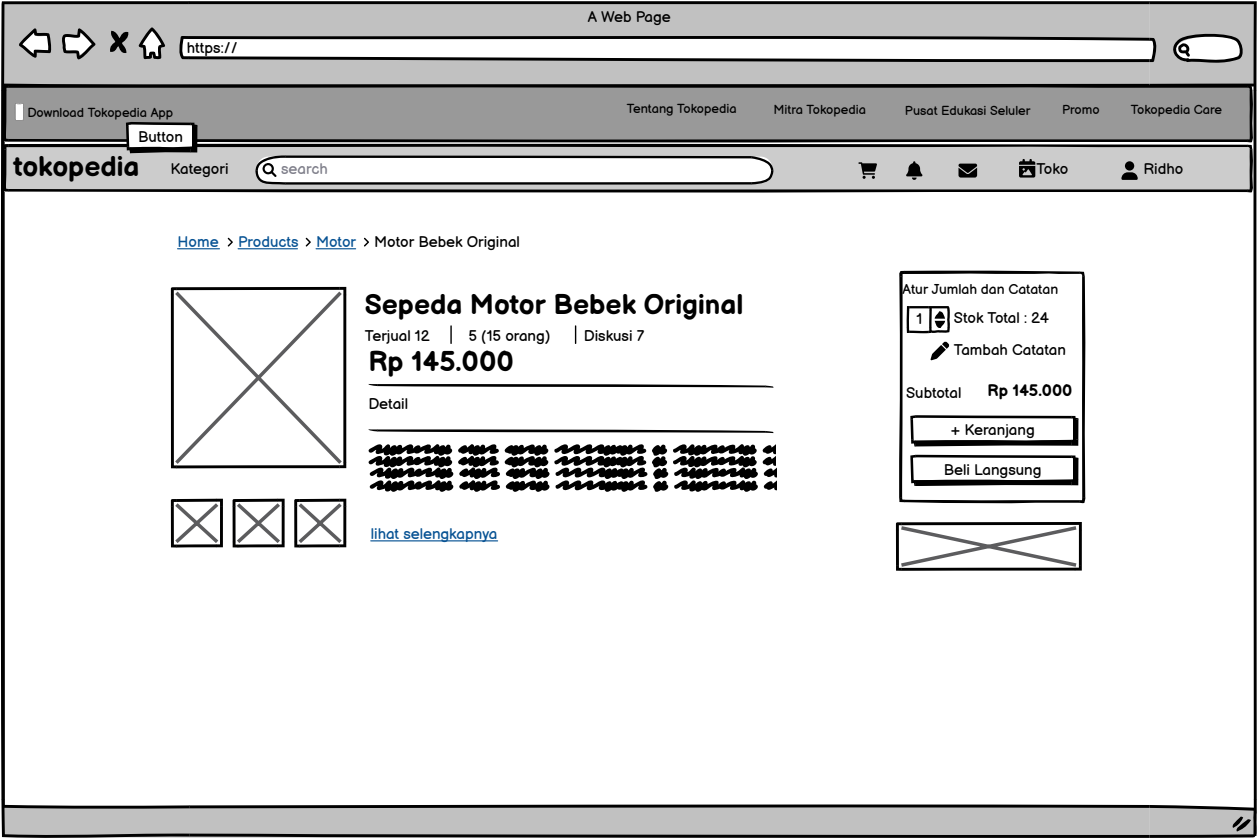 A Web Page
https://
Download Tokopedia App
Tentang Tokopedia
Mitra Tokopedia
Pusat Edukasi Seluler
Promo
Tokopedia Care
Button
tokopedia
Kategori
search
Toko
Ridho
Home > Products > Motor > Motor Bebek Original
Sepeda Motor Bebek Original
Terjual 12 | 5 (15 orang) | Diskusi 7
Rp 145.000
Detail
lihat selengkapnya
Atur Jumlah dan Catatan
1 Stok Total : 24
Tambah Catatan
Subtotal Rp 145.000
+ Keranjang
Beli Langsung